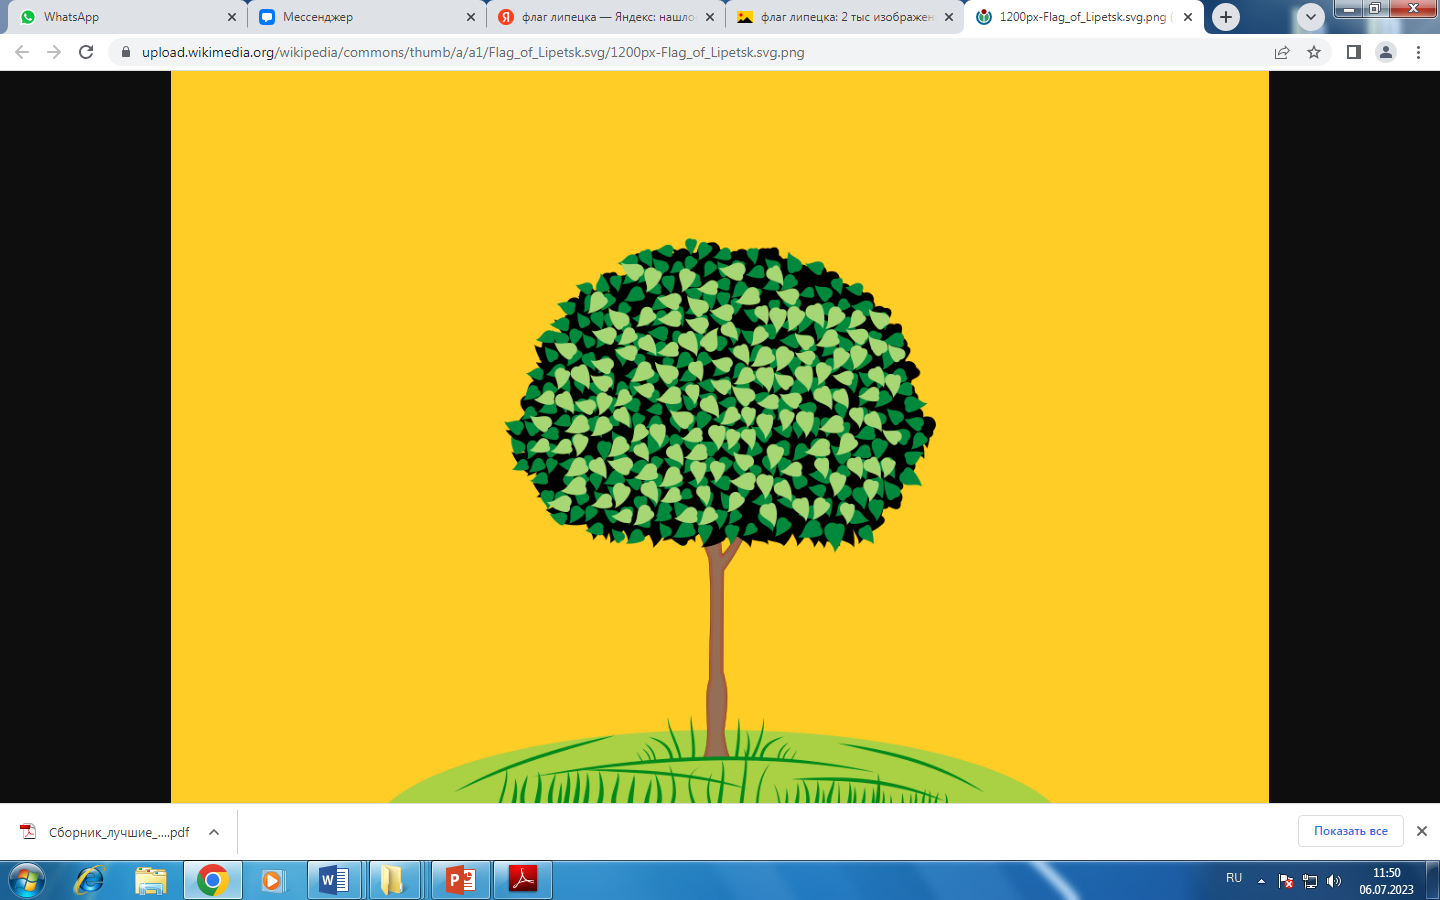 WhatsApp
Мессенджер
флаг липецка — Яндекс: нашло
флаг липецка: 2 тыс изображен
1200px-Flag_of_Lipetsk.svg.png (
upload.wikimedia.org/wikipedia/commons/thumb/a/a1/Flag_of_Lipetsk.svg/1200px-Flag_of_Lipetsk.svg.png
Сборник_лучшие_....pdf
Показать все
RU
11:50
06.07.2023